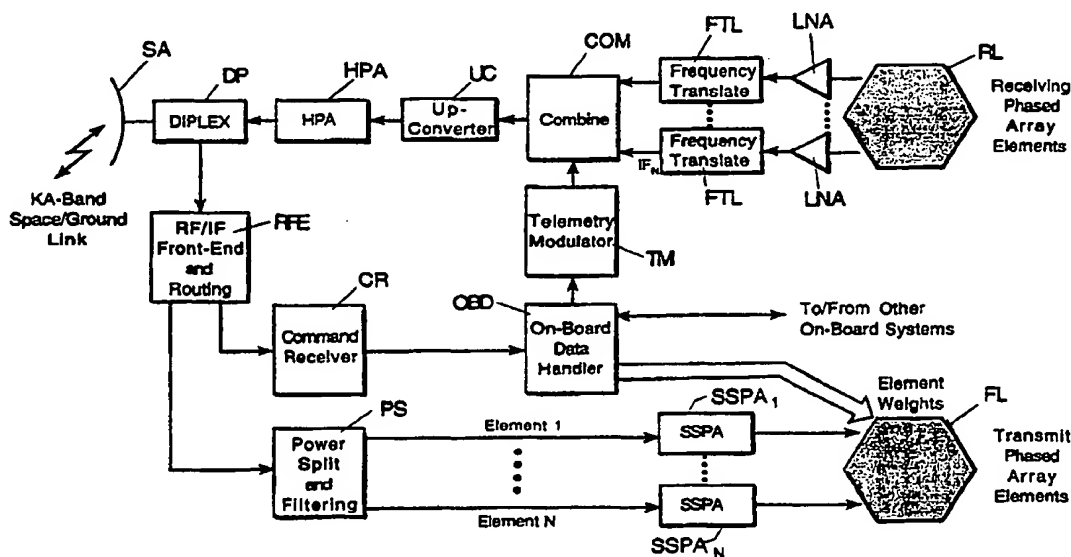 SA
DP
DIPLEX
HPA
HPA
UC
Up-
Converter
COM
Combine
FTL
Frequency
Translate
LNA
RL
Receiving
Phased
Array
Elements
IF N
Frequency
Translate
FTL
LNA
KA-Band
Space/Ground
Link
RFE
RF/IF
Front-End
and
Routing
Telemetry
Modulator
TM
CR
Command
Receiver
OBD
On-Board
Data
Handler
To/From Other
On-Board Systems
Element
Weights
FL
Transmit
Phased
Array
Elements
PS
Power
Split
and
Filtering
Element 1
Element N
SSPA 1
SSPA
SSPA
SSPA N